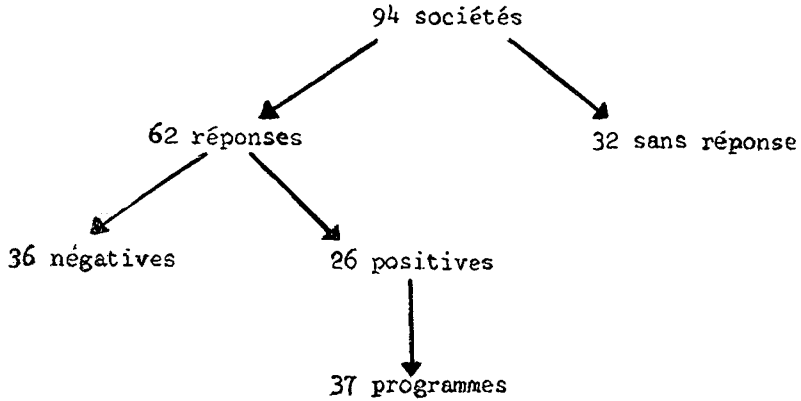 94 sociétés
62 réponses
32 sans réponse
36 négatives
26 positives
37 programmes